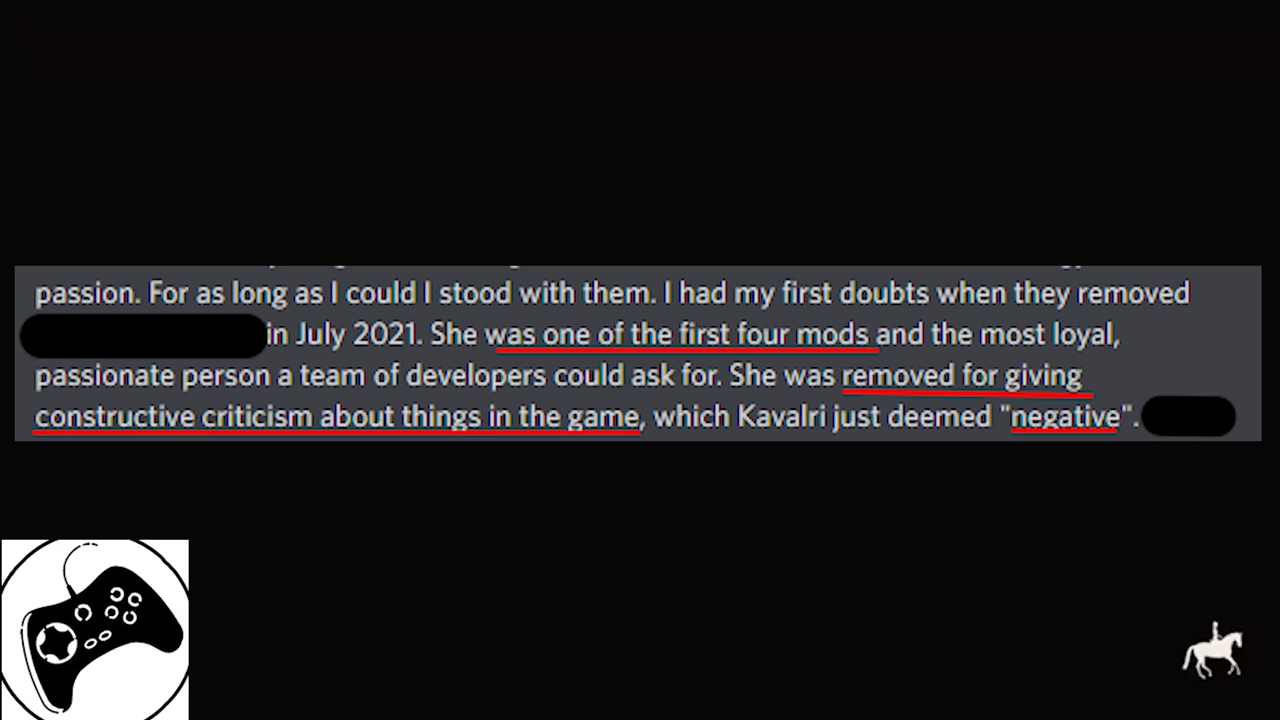 passion. For as long as I could I stood with them. I had my first doubts when they removed
in July 2021. She was one of the first four mods and the most loyal,
passionate person a team of developers could ask for. She was removed for giving
constructive criticism about things in the game, which Kavalri just deemed "negative".